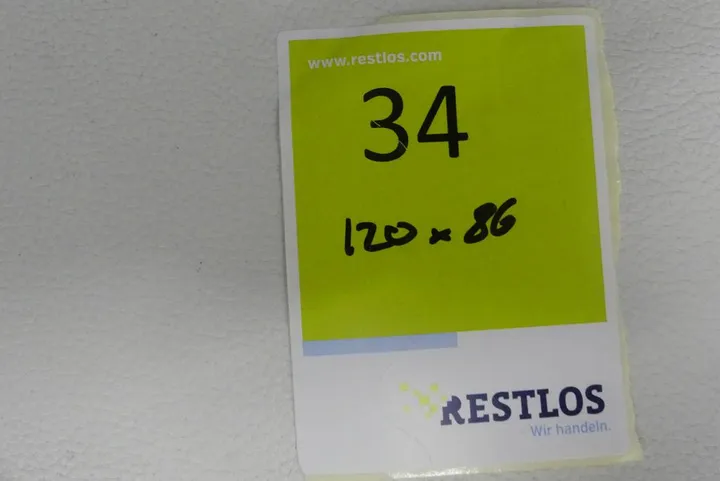 www.restlos.com
34
120 x 86
RESTLOS
Wir handeln.